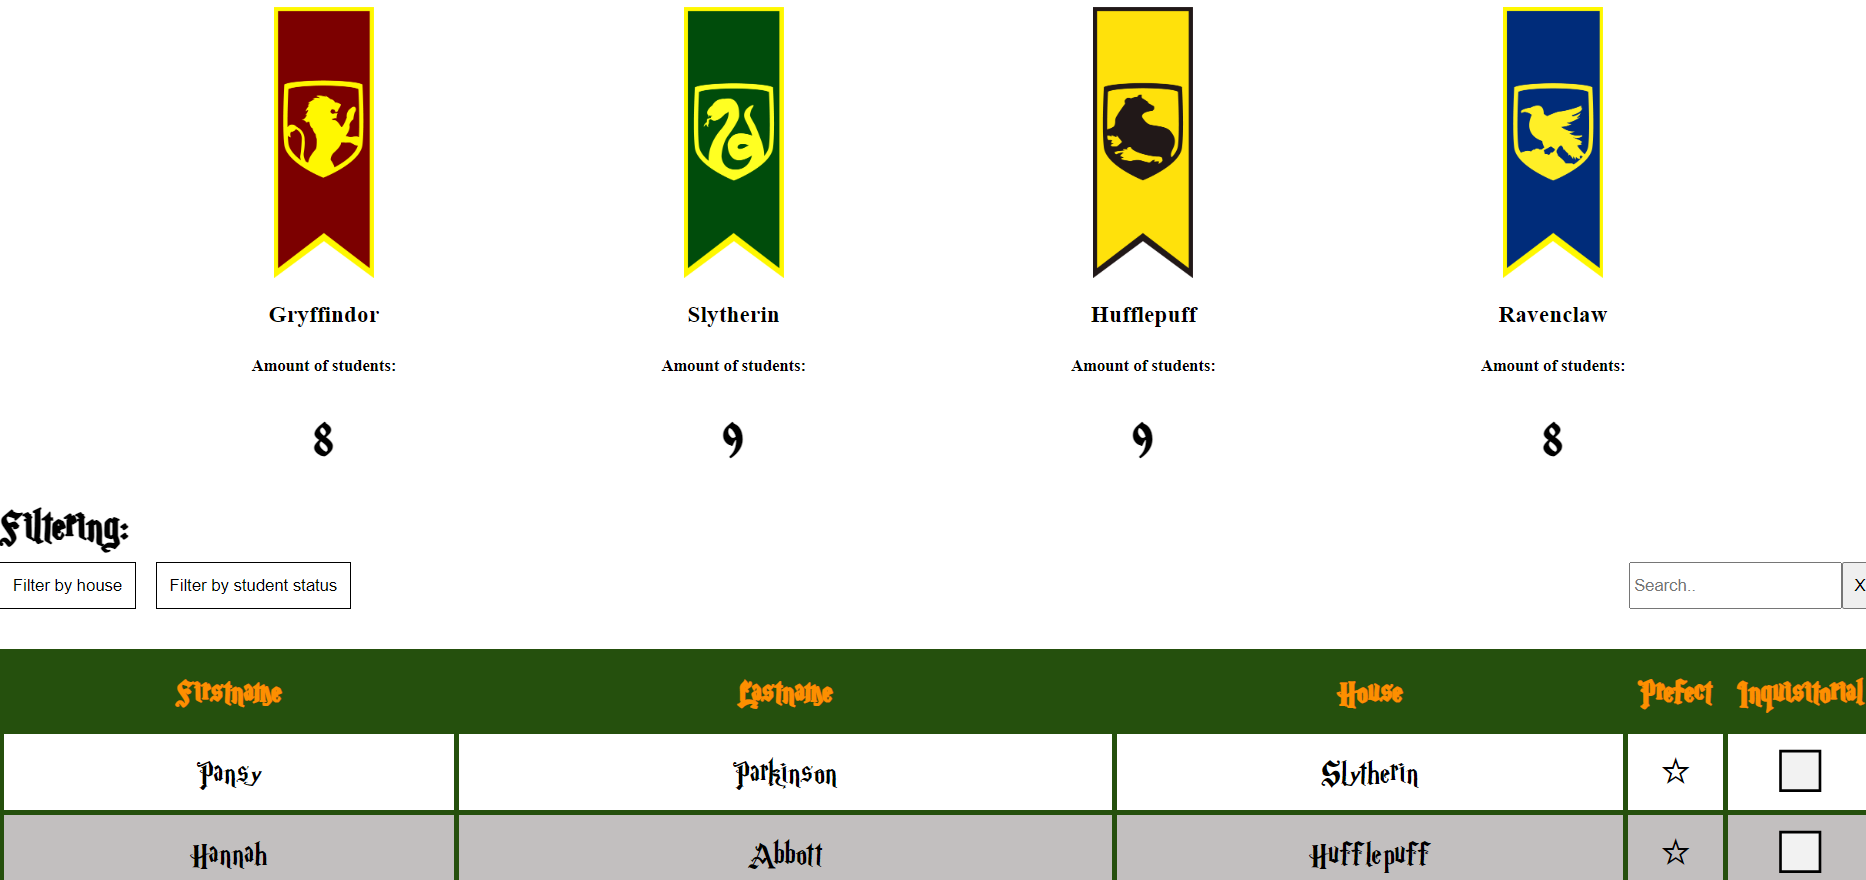 Gryffindor Slytherin Hufflepuff Ravenclaw
Amount of students: Amount of students: Amount of students: Amount of students:
8 9 9 8
Filtering:
Filter by house Filter by student status Search.. X
Firstname Lastname House Prefect Inquisitorial
Pansy Parkinson Slytherin ☆
Hannah Abbott Hufflepuff ☆